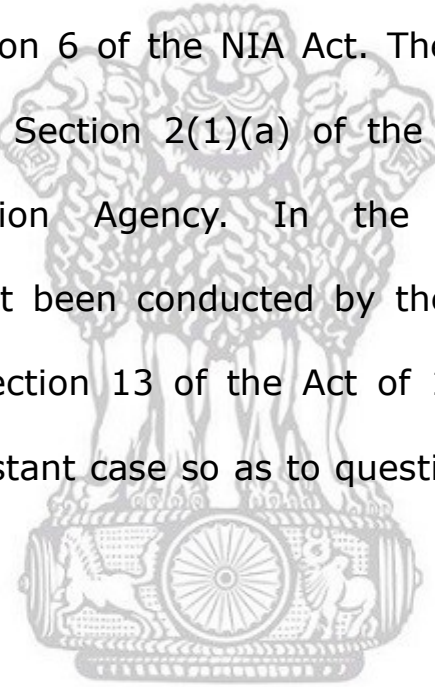 on 6 of the NIA Act. The
Section 2(1)(a) of the
ion Agency. In the
t been conducted by the
ection 13 of the Act of
stant case so as to questi